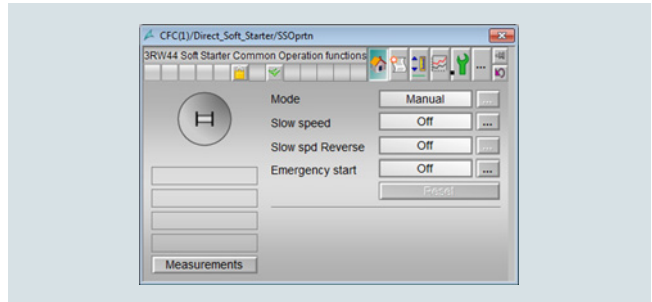 CFC(1)/Direct_Soft_Starter/SSOprtn
3RW44 Soft Starter Common Operation functions
...
Mode Manual ...
Slow speed Off ...
Slow spd Reverse Off ...
Emergency start Off ...
Reset
Measurements